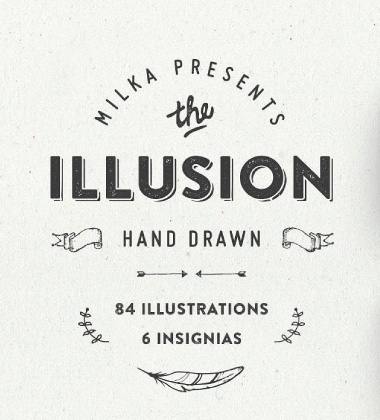 MILKA PRESENTS
the
ILLUSION
HAND DRAWN
84 ILLUSTRATIONS
6 INSIGNIAS